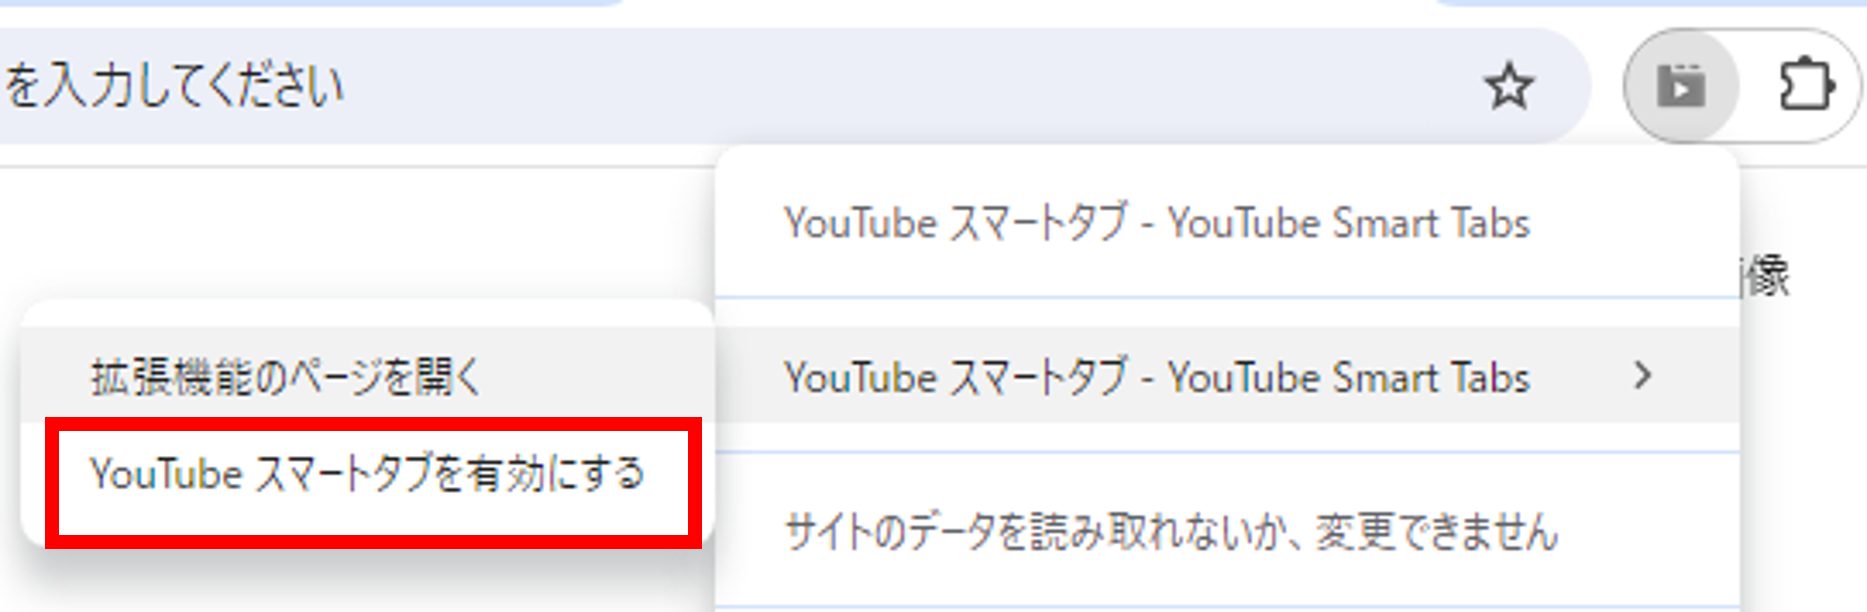 を入力してください
YouTube スマートタブ - YouTube Smart Tabs
像
拡張機能のページを開く
YouTube スマートタブ - YouTube Smart Tabs
YouTube スマートタブを有効にする
サイトのデータを読み取れないか、変更できません